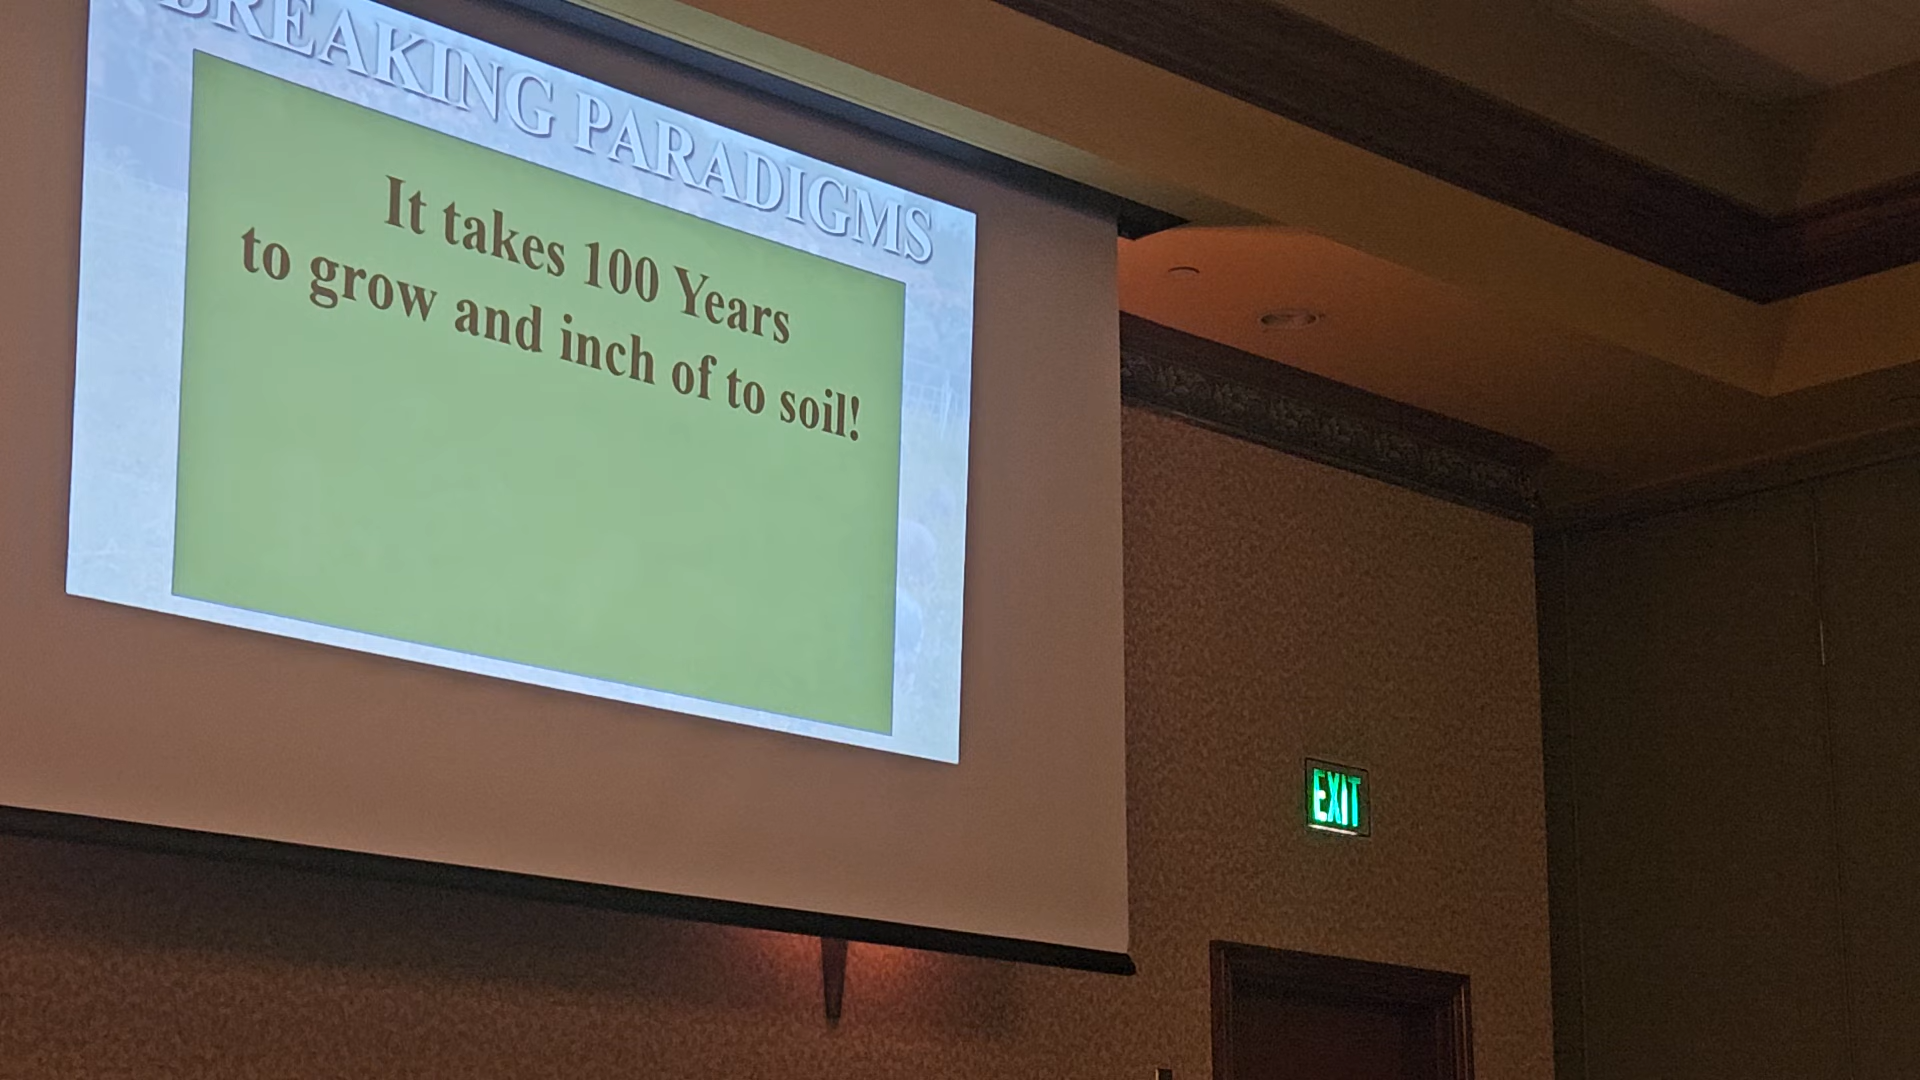 BREAKING PARADIGMS
It takes 100 Years
to grow and inch of to soil!
EXIT